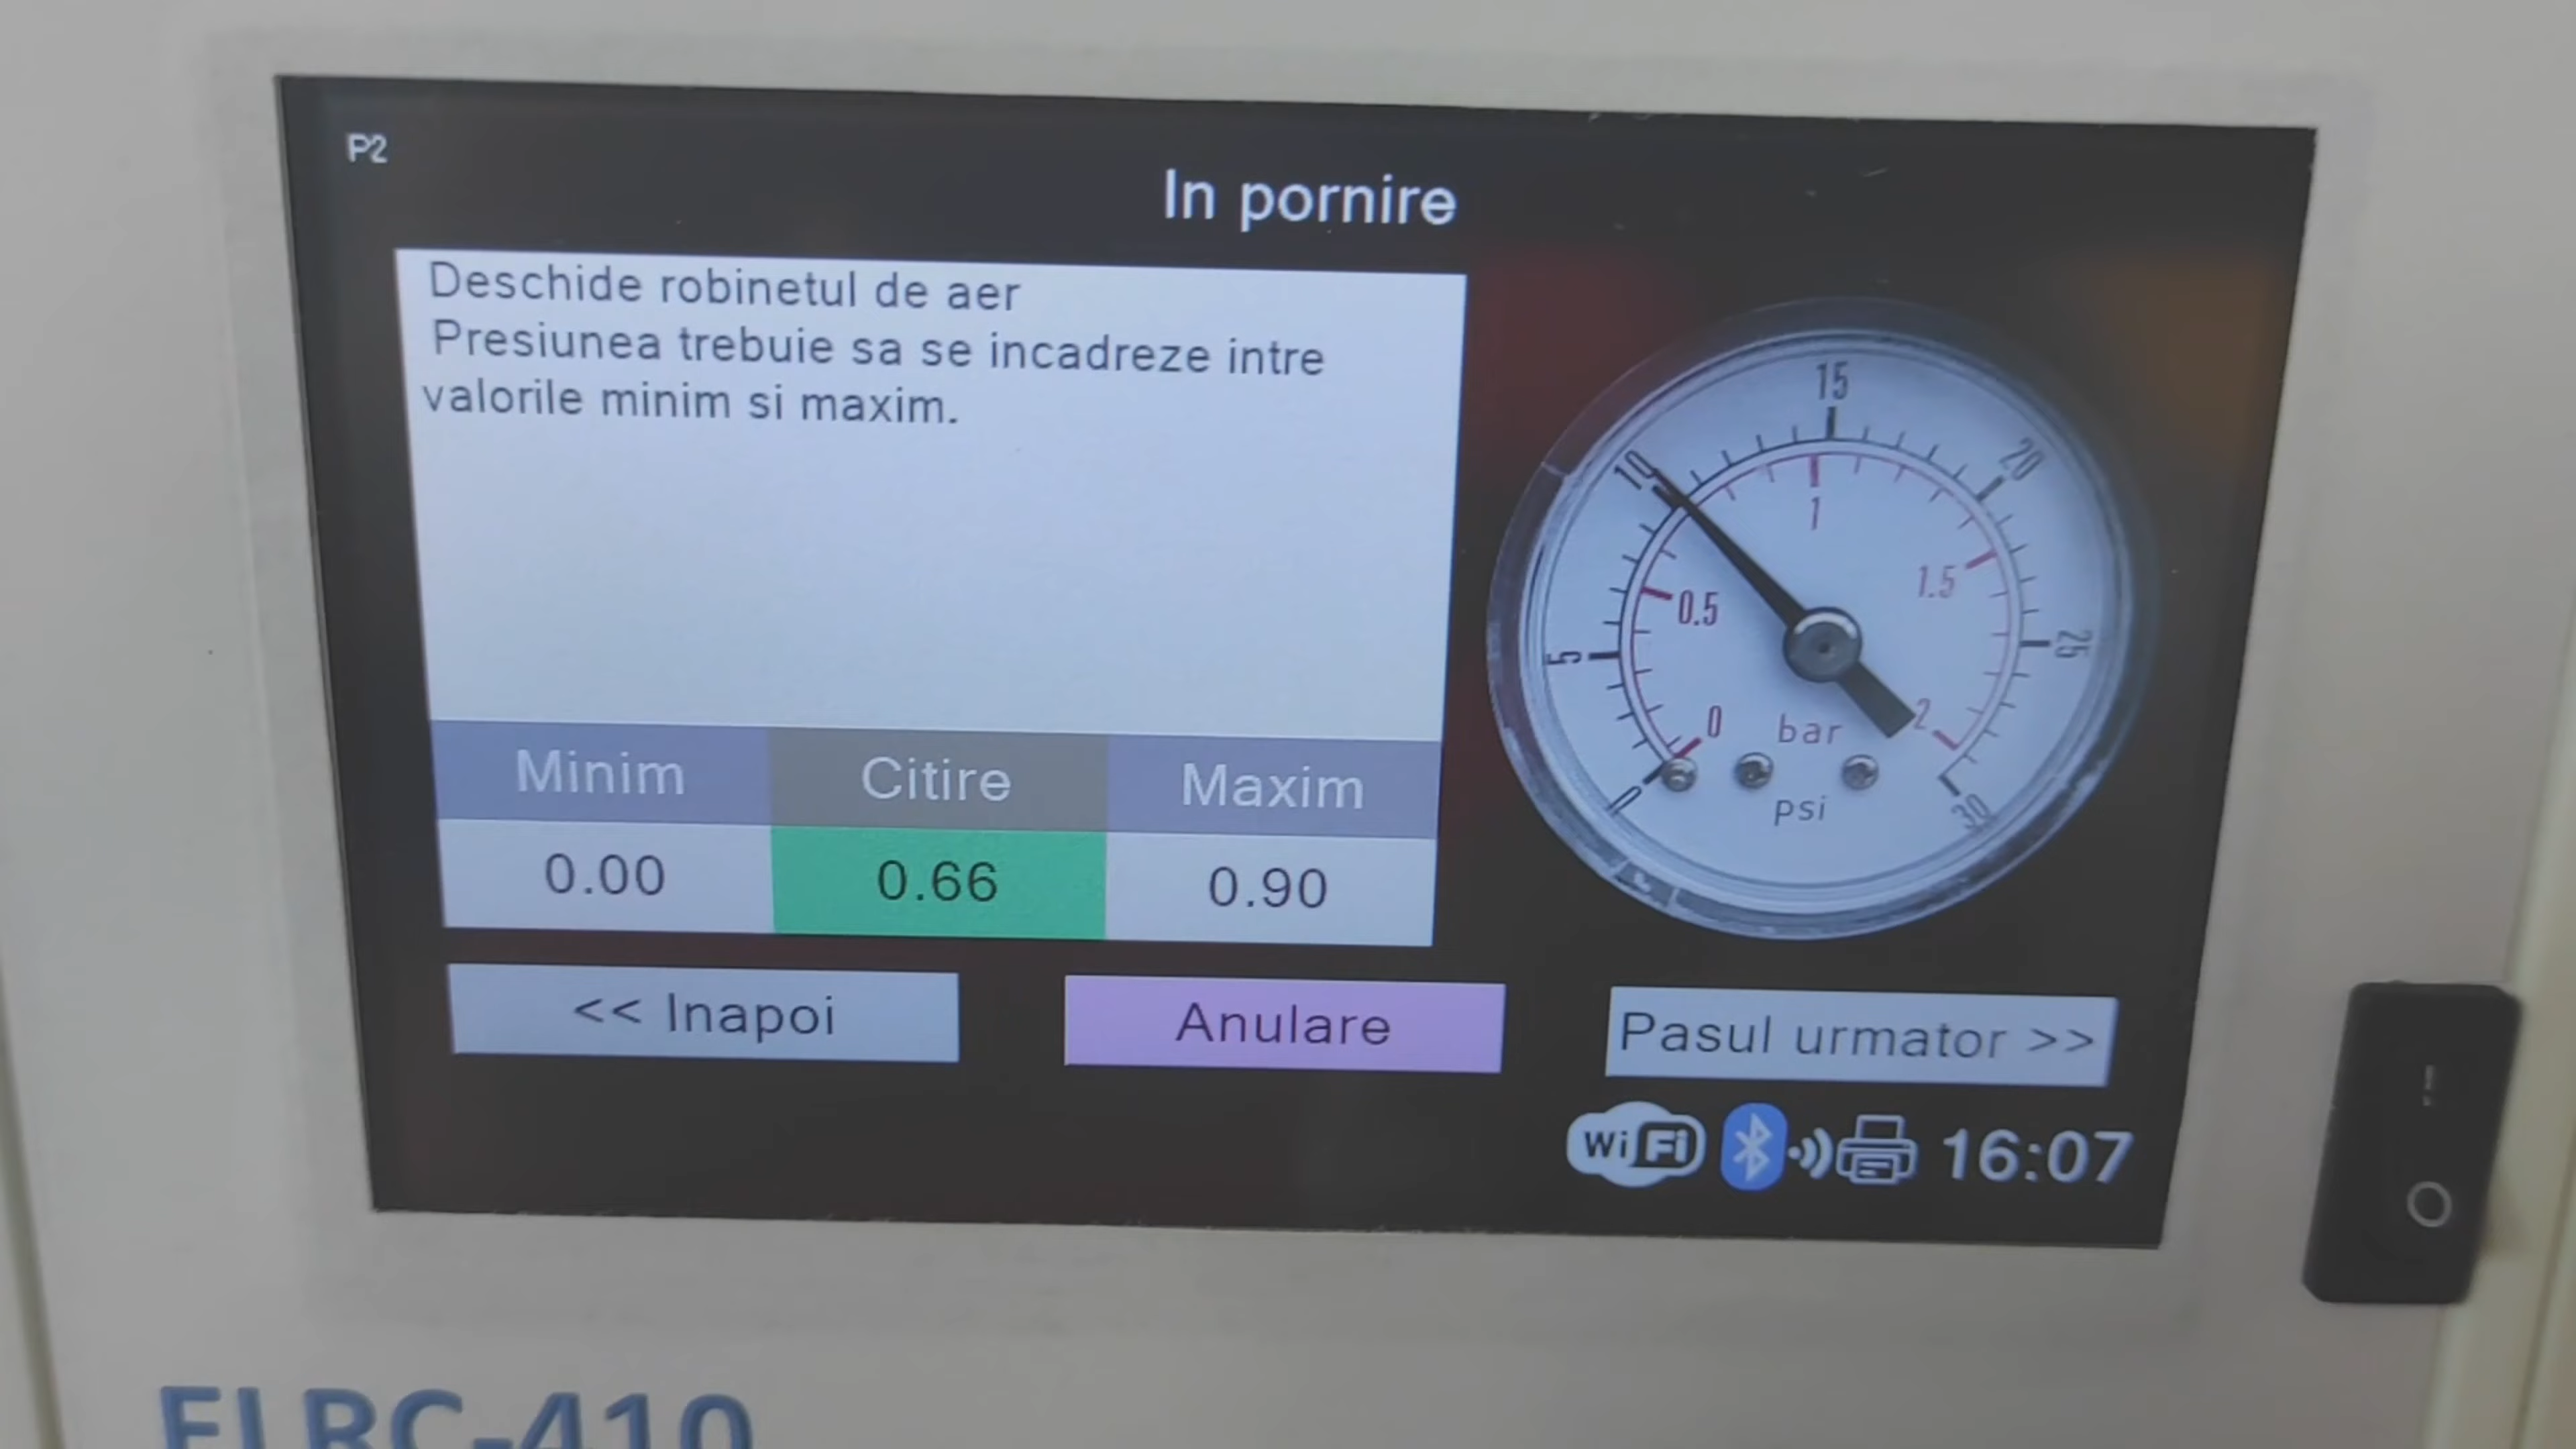 P2
In pornire
Deschide robinetul de aer
Presiunea trebuie sa se incadreze intre
valorile minim si maxim.
Minim Citire Maxim
0.00 0.66 0.90
0 5 10 15 20 25 30
0 0.5 1 1.5 2
bar
psi
<< Inapoi Anulare Pasul urmator >>
WiFi 16:07
-410